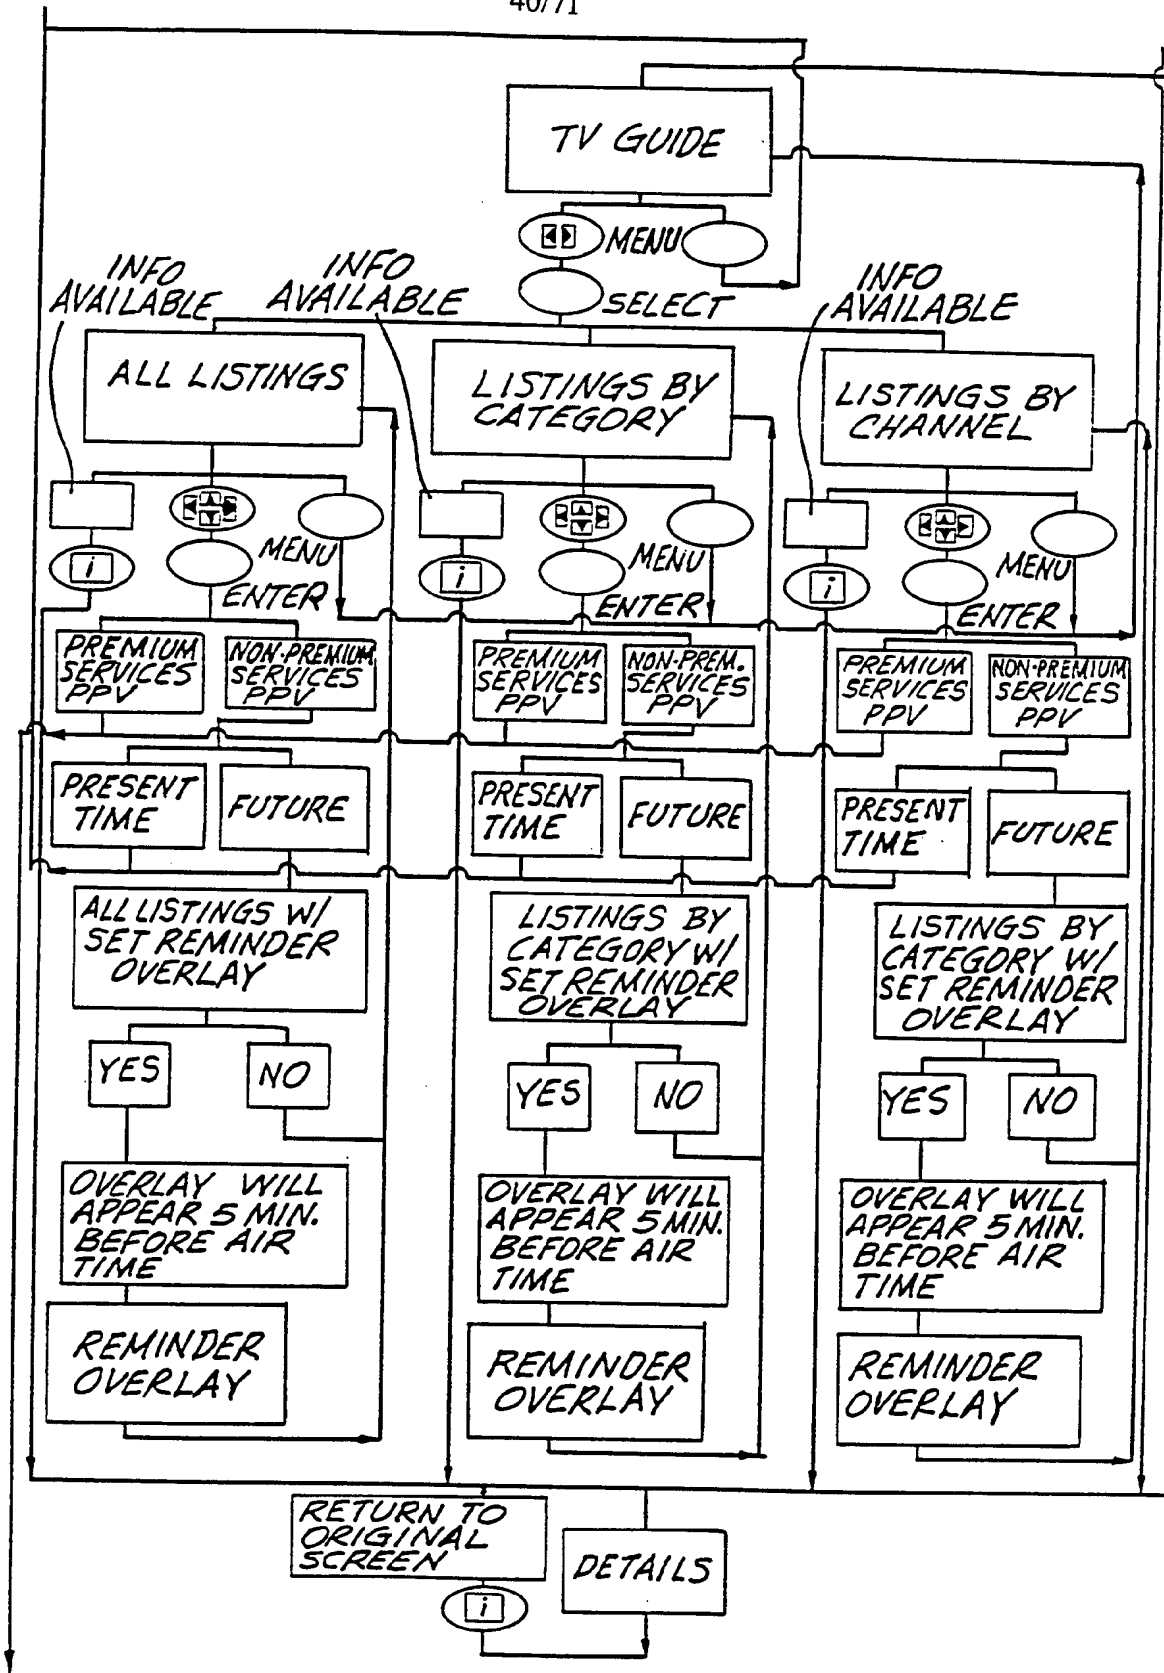 40/71
TV GUIDE
MENU
SELECT
INFO
AVAILABLE
INFO
AVAILABLE
INFO
AVAILABLE
ALL LISTINGS
LISTINGS BY
CATEGORY
LISTINGS BY
CHANNEL
i
MENU
ENTER
i
MENU
ENTER
i
MENU
ENTER
PREMIUM
SERVICES
PPV
NON-PREMIUM
SERVICES
PPV
PREMIUM
SERVICES
PPV
NON-PREM.
SERVICES
PPV
PREMIUM
SERVICES
PPV
NON-PREMIUM
SERVICES
PPV
PRESENT
TIME
FUTURE
PRESENT
TIME
FUTURE
PRESENT
TIME
FUTURE
ALL LISTINGS W/
SET REMINDER
OVERLAY
LISTINGS BY
CATEGORY W/
SET REMINDER
OVERLAY
LISTINGS BY
CATEGORY W/
SET REMINDER
OVERLAY
YES
NO
YES
NO
YES
NO
OVERLAY WILL
APPEAR 5 MIN.
BEFORE AIR
TIME
OVERLAY WILL
APPEAR 5 MIN.
BEFORE AIR
TIME
OVERLAY WILL
APPEAR 5 MIN.
BEFORE AIR
TIME
REMINDER
OVERLAY
REMINDER
OVERLAY
REMINDER
OVERLAY
RETURN TO
ORIGINAL
SCREEN
DETAILS
i